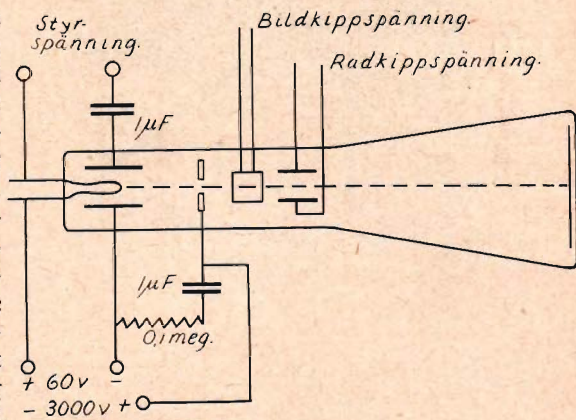 Styr-
spänning.
Bildkippspänning.
Radkippspänning.
1µF
1µF
0,1meg.
+ 60v -
- 3000v +